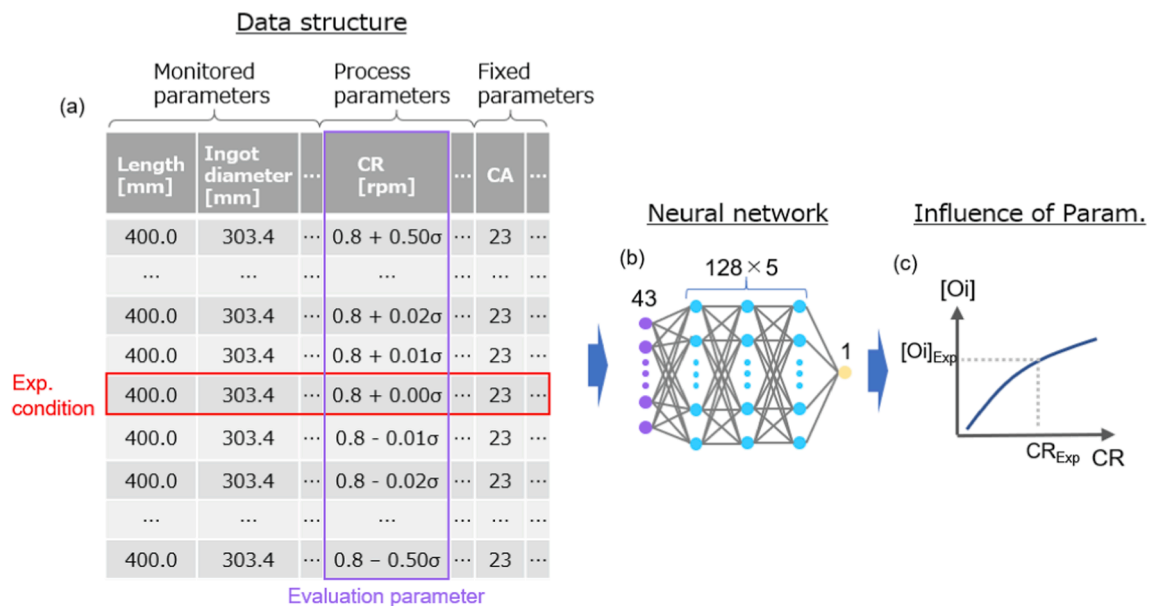 Data structure
Monitored parameters
Process parameters
Fixed parameters
(a)
Length [mm] Ingot diameter [mm] ... CR [rpm] ... CA ...
400.0 303.4 ... 0.8 + 0.50σ ... 23 ...
... ... ... ... ...
400.0 303.4 ... 0.8 + 0.02σ ... 23 ...
400.0 303.4 ... 0.8 + 0.01σ ... 23 ...
Exp. condition
400.0 303.4 ... 0.8 + 0.00σ ... 23 ...
400.0 303.4 ... 0.8 - 0.01σ ... 23 ...
400.0 303.4 ... 0.8 - 0.02σ ... 23 ...
... ... ... ... ... ... ...
400.0 303.4 ... 0.8 – 0.50σ ... 23 ...
Evaluation parameter
Neural network
(b)
128 × 5
43
1
Influence of Param.
(c)
[Oi]
[Oi]Exp
CRExp CR